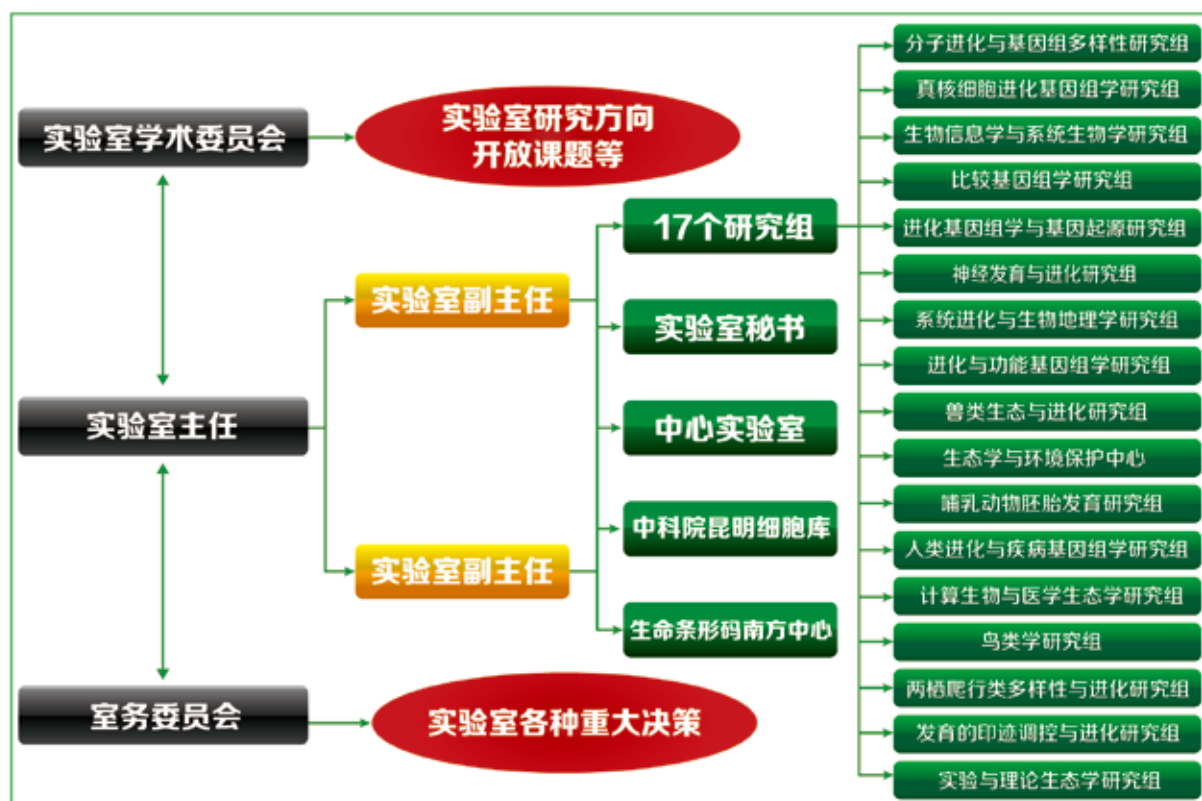 实验室学术委员会
实验室研究方向
开放课题等
实验室主任
室务委员会
实验室各种重大决策
实验室副主任
实验室副主任
17个研究组
实验室秘书
中心实验室
中科院昆明细胞库
生命条形码南方中心
分子进化与基因组多样性研究组
真核细胞进化基因组学研究组
生物信息学与系统生物学研究组
比较基因组学研究组
进化基因组学与基因起源研究组
神经发育与进化研究组
系统进化与生物地理学研究组
进化与功能基因组学研究组
兽类生态与进化研究组
生态学与环境保护中心
哺乳动物胚胎发育研究组
人类进化与疾病基因组学研究组
计算生物与医学生态学研究组
鸟类学研究组
两栖爬行类多样性与进化研究组
发育的印迹调控与进化研究组
实验与理论生态学研究组